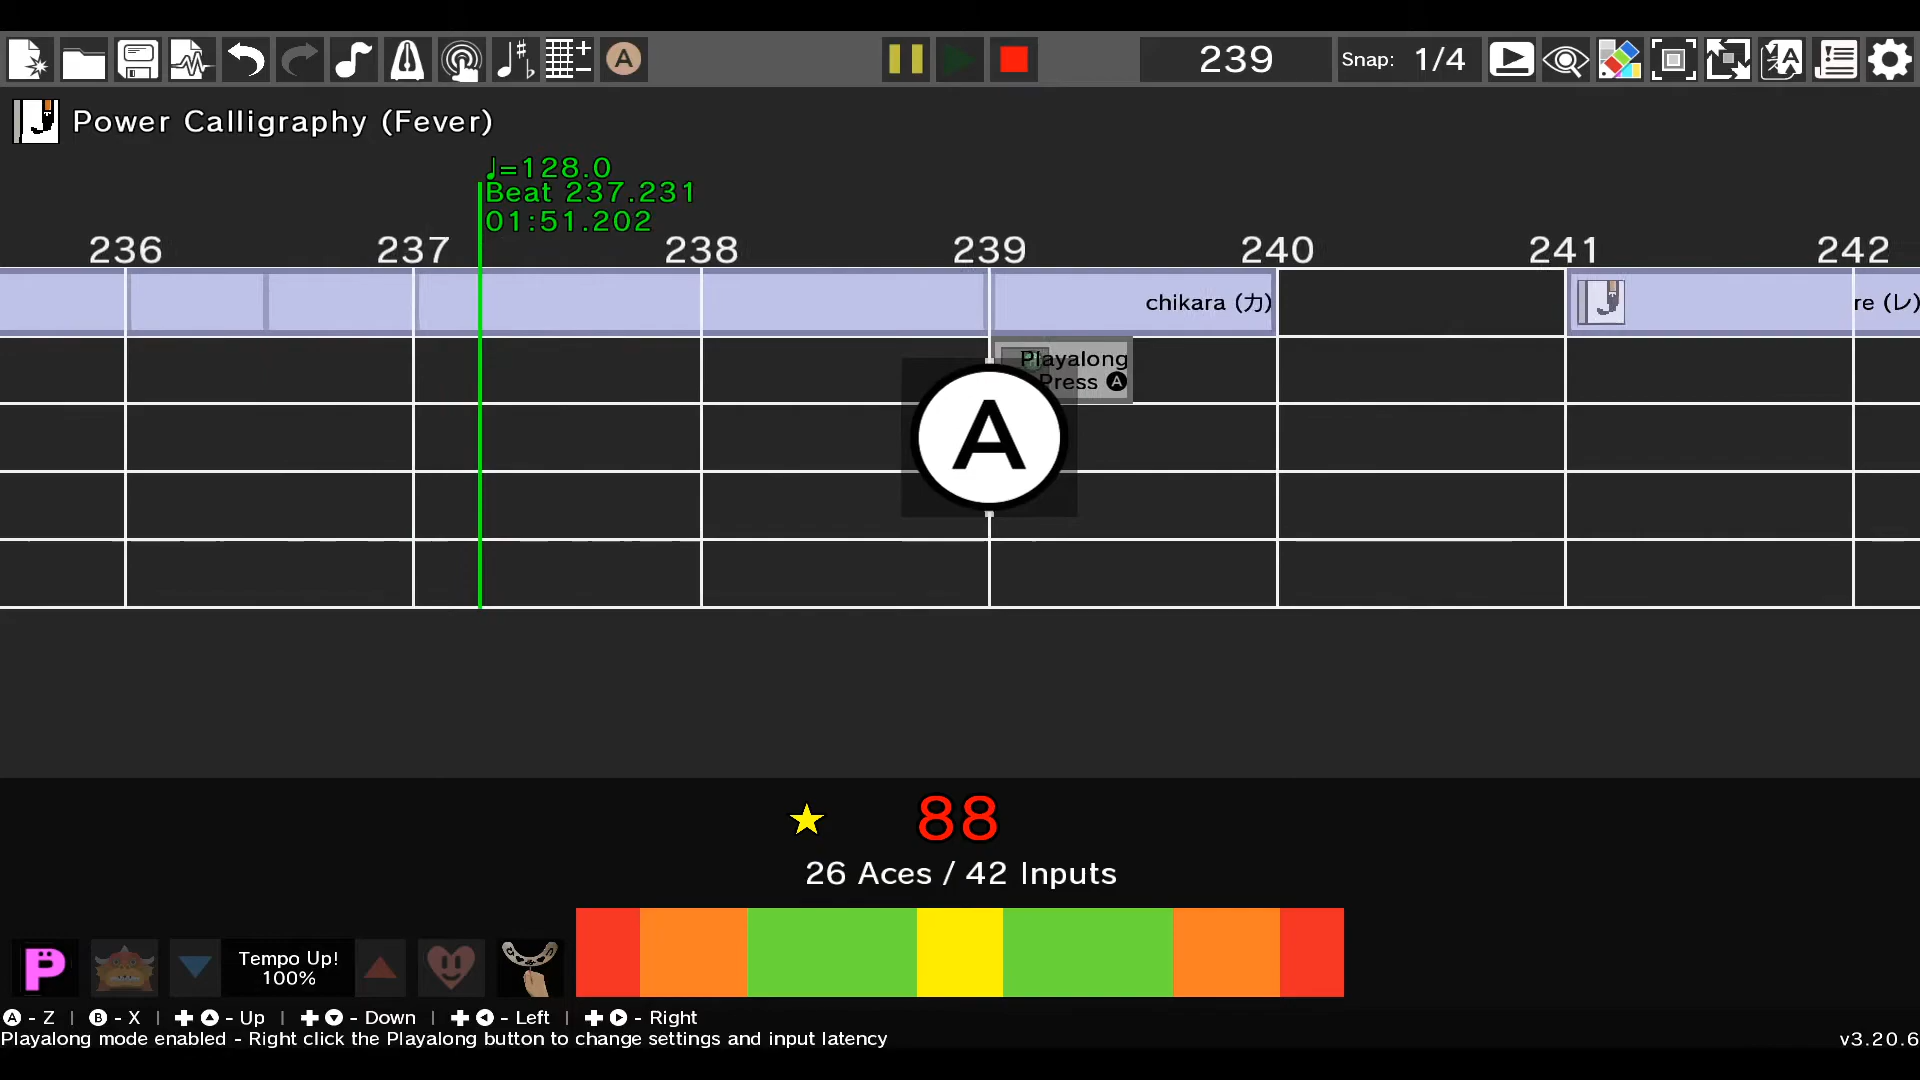 A
239
Snap: 1/4
A
Power Calligraphy (Fever)
♩=128.0
Beat 237.231
01:51.202
236 237 238 239 240 241 242
chikara (力)
re (レ)
Playalong
Press A
A
88
26 Aces / 42 Inputs
P
Tempo Up!
100%
A - Z | B - X | - Up | - Down | - Left | - Right
Playalong mode enabled - Right click the Playalong button to change settings and input latency
v3.20.6